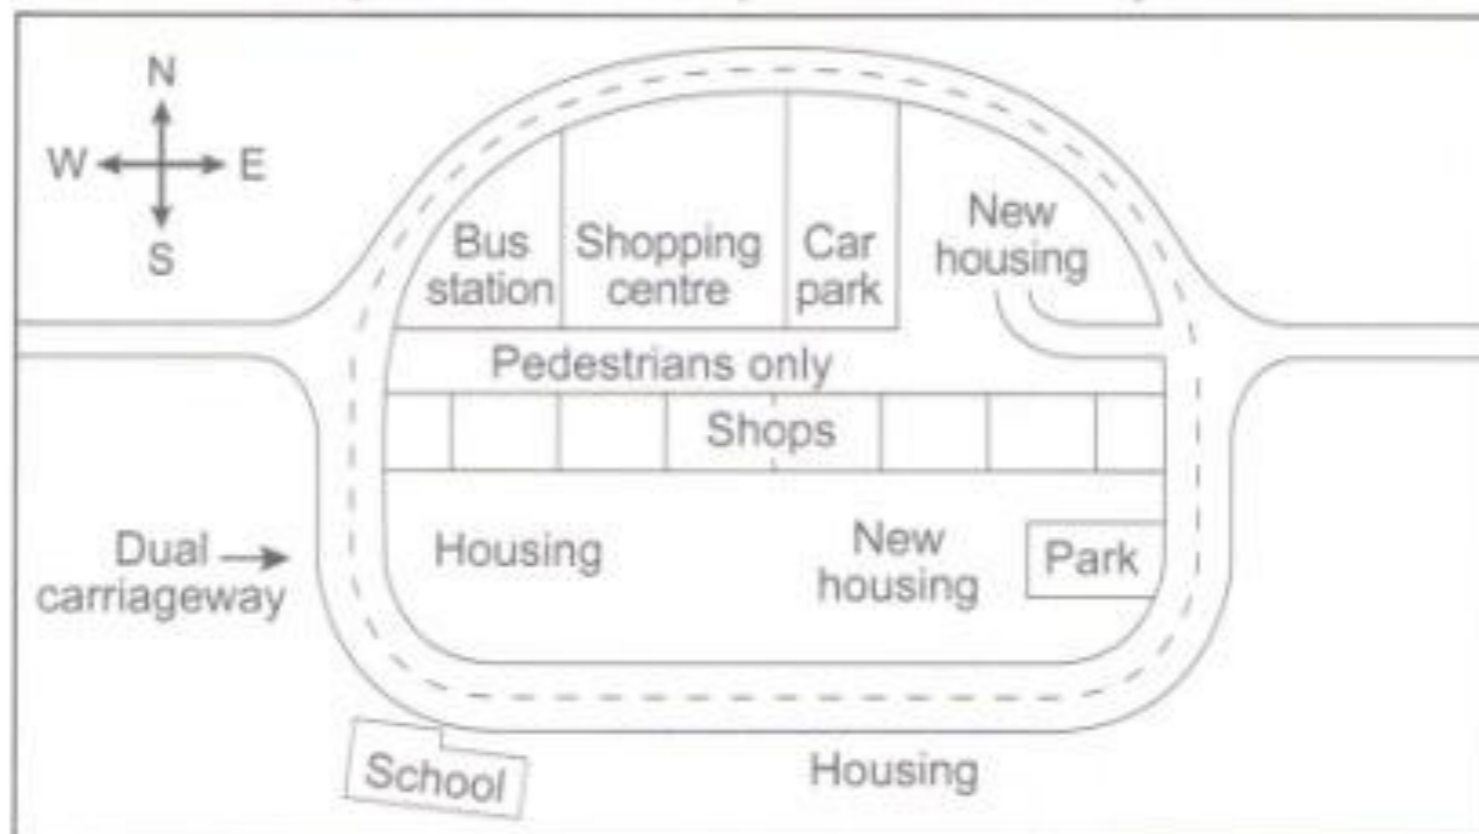 N
W
E
S
Bus
station
Shopping
centre
Car
park
New
housing
Pedestrians only
Shops
Dual
carriageway
Housing
New
housing
Park
School
Housing